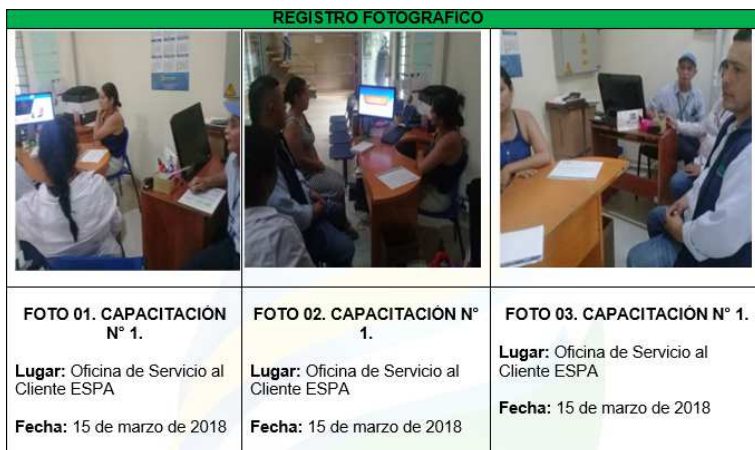 REGISTRO FOTOGRAFICO
FOTO 01. CAPACITACIÓN
N° 1.
Lugar: Oficina de Servicio al
Cliente ESPA
Fecha: 15 de marzo de 2018
FOTO 02. CAPACITACIÓN N°
1.
Lugar: Oficina de Servicio al
Cliente ESPA
Fecha: 15 de marzo de 2018
FOTO 03. CAPACITACIÓN N° 1.
Lugar: Oficina de Servicio al
Cliente ESPA
Fecha: 15 de marzo de 2018